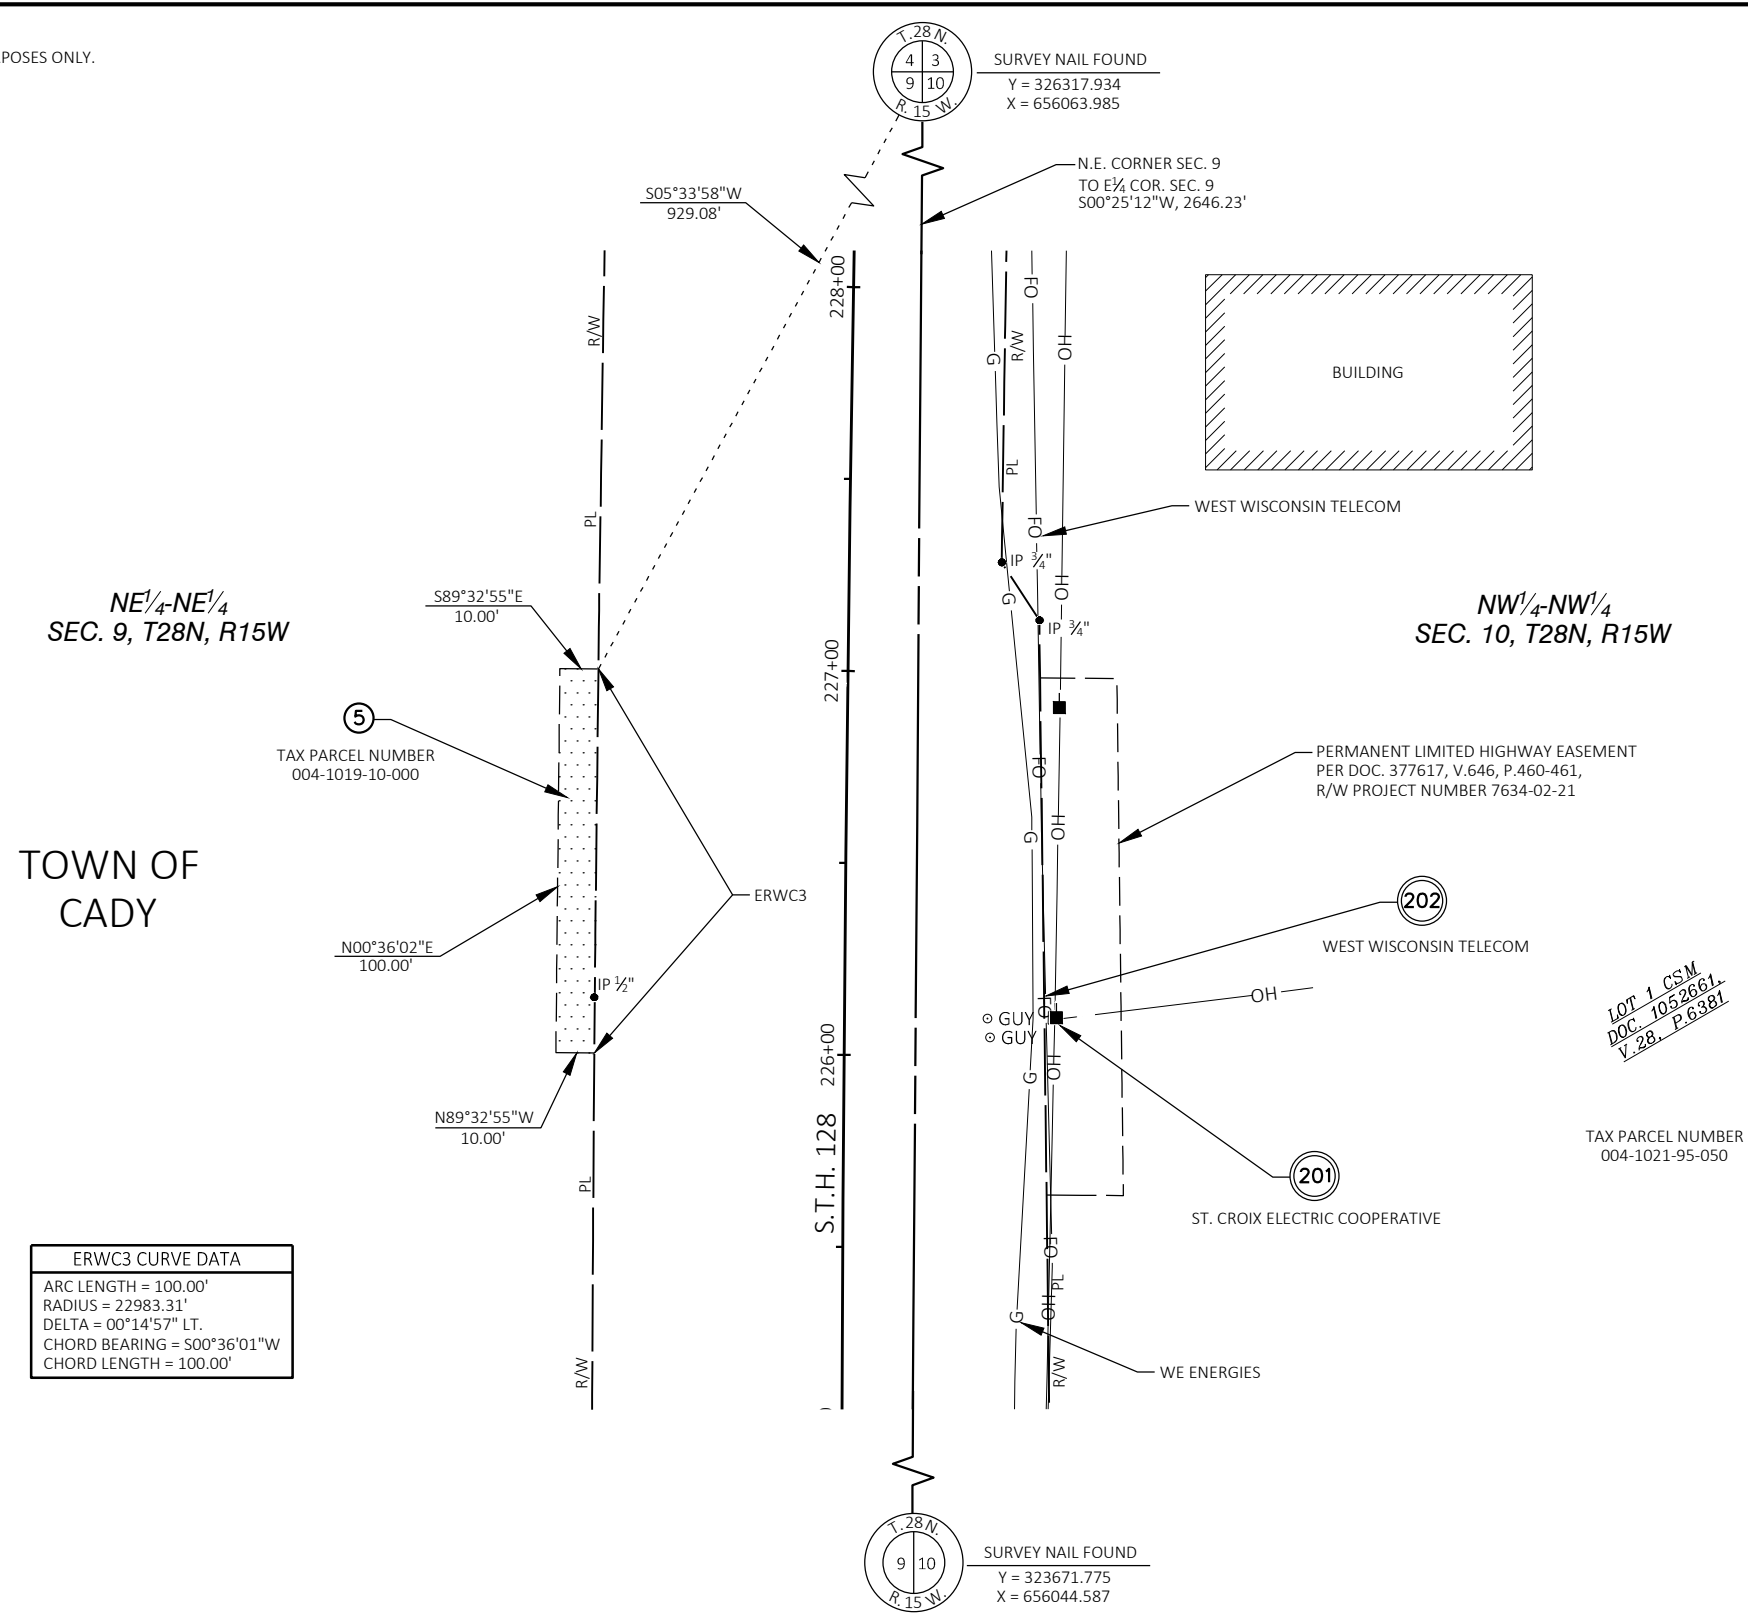 POSES ONLY.
T.28 N.
4 3
9 10
R. 15 W.
SURVEY NAIL FOUND
Y = 326317.934
X = 656063.985
N.E. CORNER SEC. 9
TO E¼ COR. SEC. 9
S00°25'12"W, 2646.23'
S05°33'58"W
929.08'
228+00
R/W
R/W
FO
OH
G
BUILDING
PL
PL
WEST WISCONSIN TELECOM
FO
IP ¾"
OH
G
IP ¾"
NE¼-NE¼
SEC. 9, T28N, R15W
S89°32'55"E
10.00'
NW¼-NW¼
SEC. 10, T28N, R15W
227+00
5
TAX PARCEL NUMBER
004-1019-10-000
PERMANENT LIMITED HIGHWAY EASEMENT
PER DOC. 377617, V.646, P.460-461,
R/W PROJECT NUMBER 7634-02-21
FO
OH
G
TOWN OF
CADY
ERWC3
202
WEST WISCONSIN TELECOM
N00°36'02"E
100.00'
IP ½"
OH
FO
GUY
GUY
LOT 1 CSM
DOC. 1052661,
V.28, P.6381
226+00
G
OH
N89°32'55"W
10.00'
S.T.H. 128
TAX PARCEL NUMBER
004-1021-95-050
201
ST. CROIX ELECTRIC COOPERATIVE
PL
FO
PL
OH
G
ERWC3 CURVE DATA
ARC LENGTH = 100.00'
RADIUS = 22983.31'
DELTA = 00°14'57" LT.
CHORD BEARING = S00°36'01"W
CHORD LENGTH = 100.00'
R/W
R/W
WE ENERGIES
T.28 N.
9 10
R. 15 W.
SURVEY NAIL FOUND
Y = 323671.775
X = 656044.587